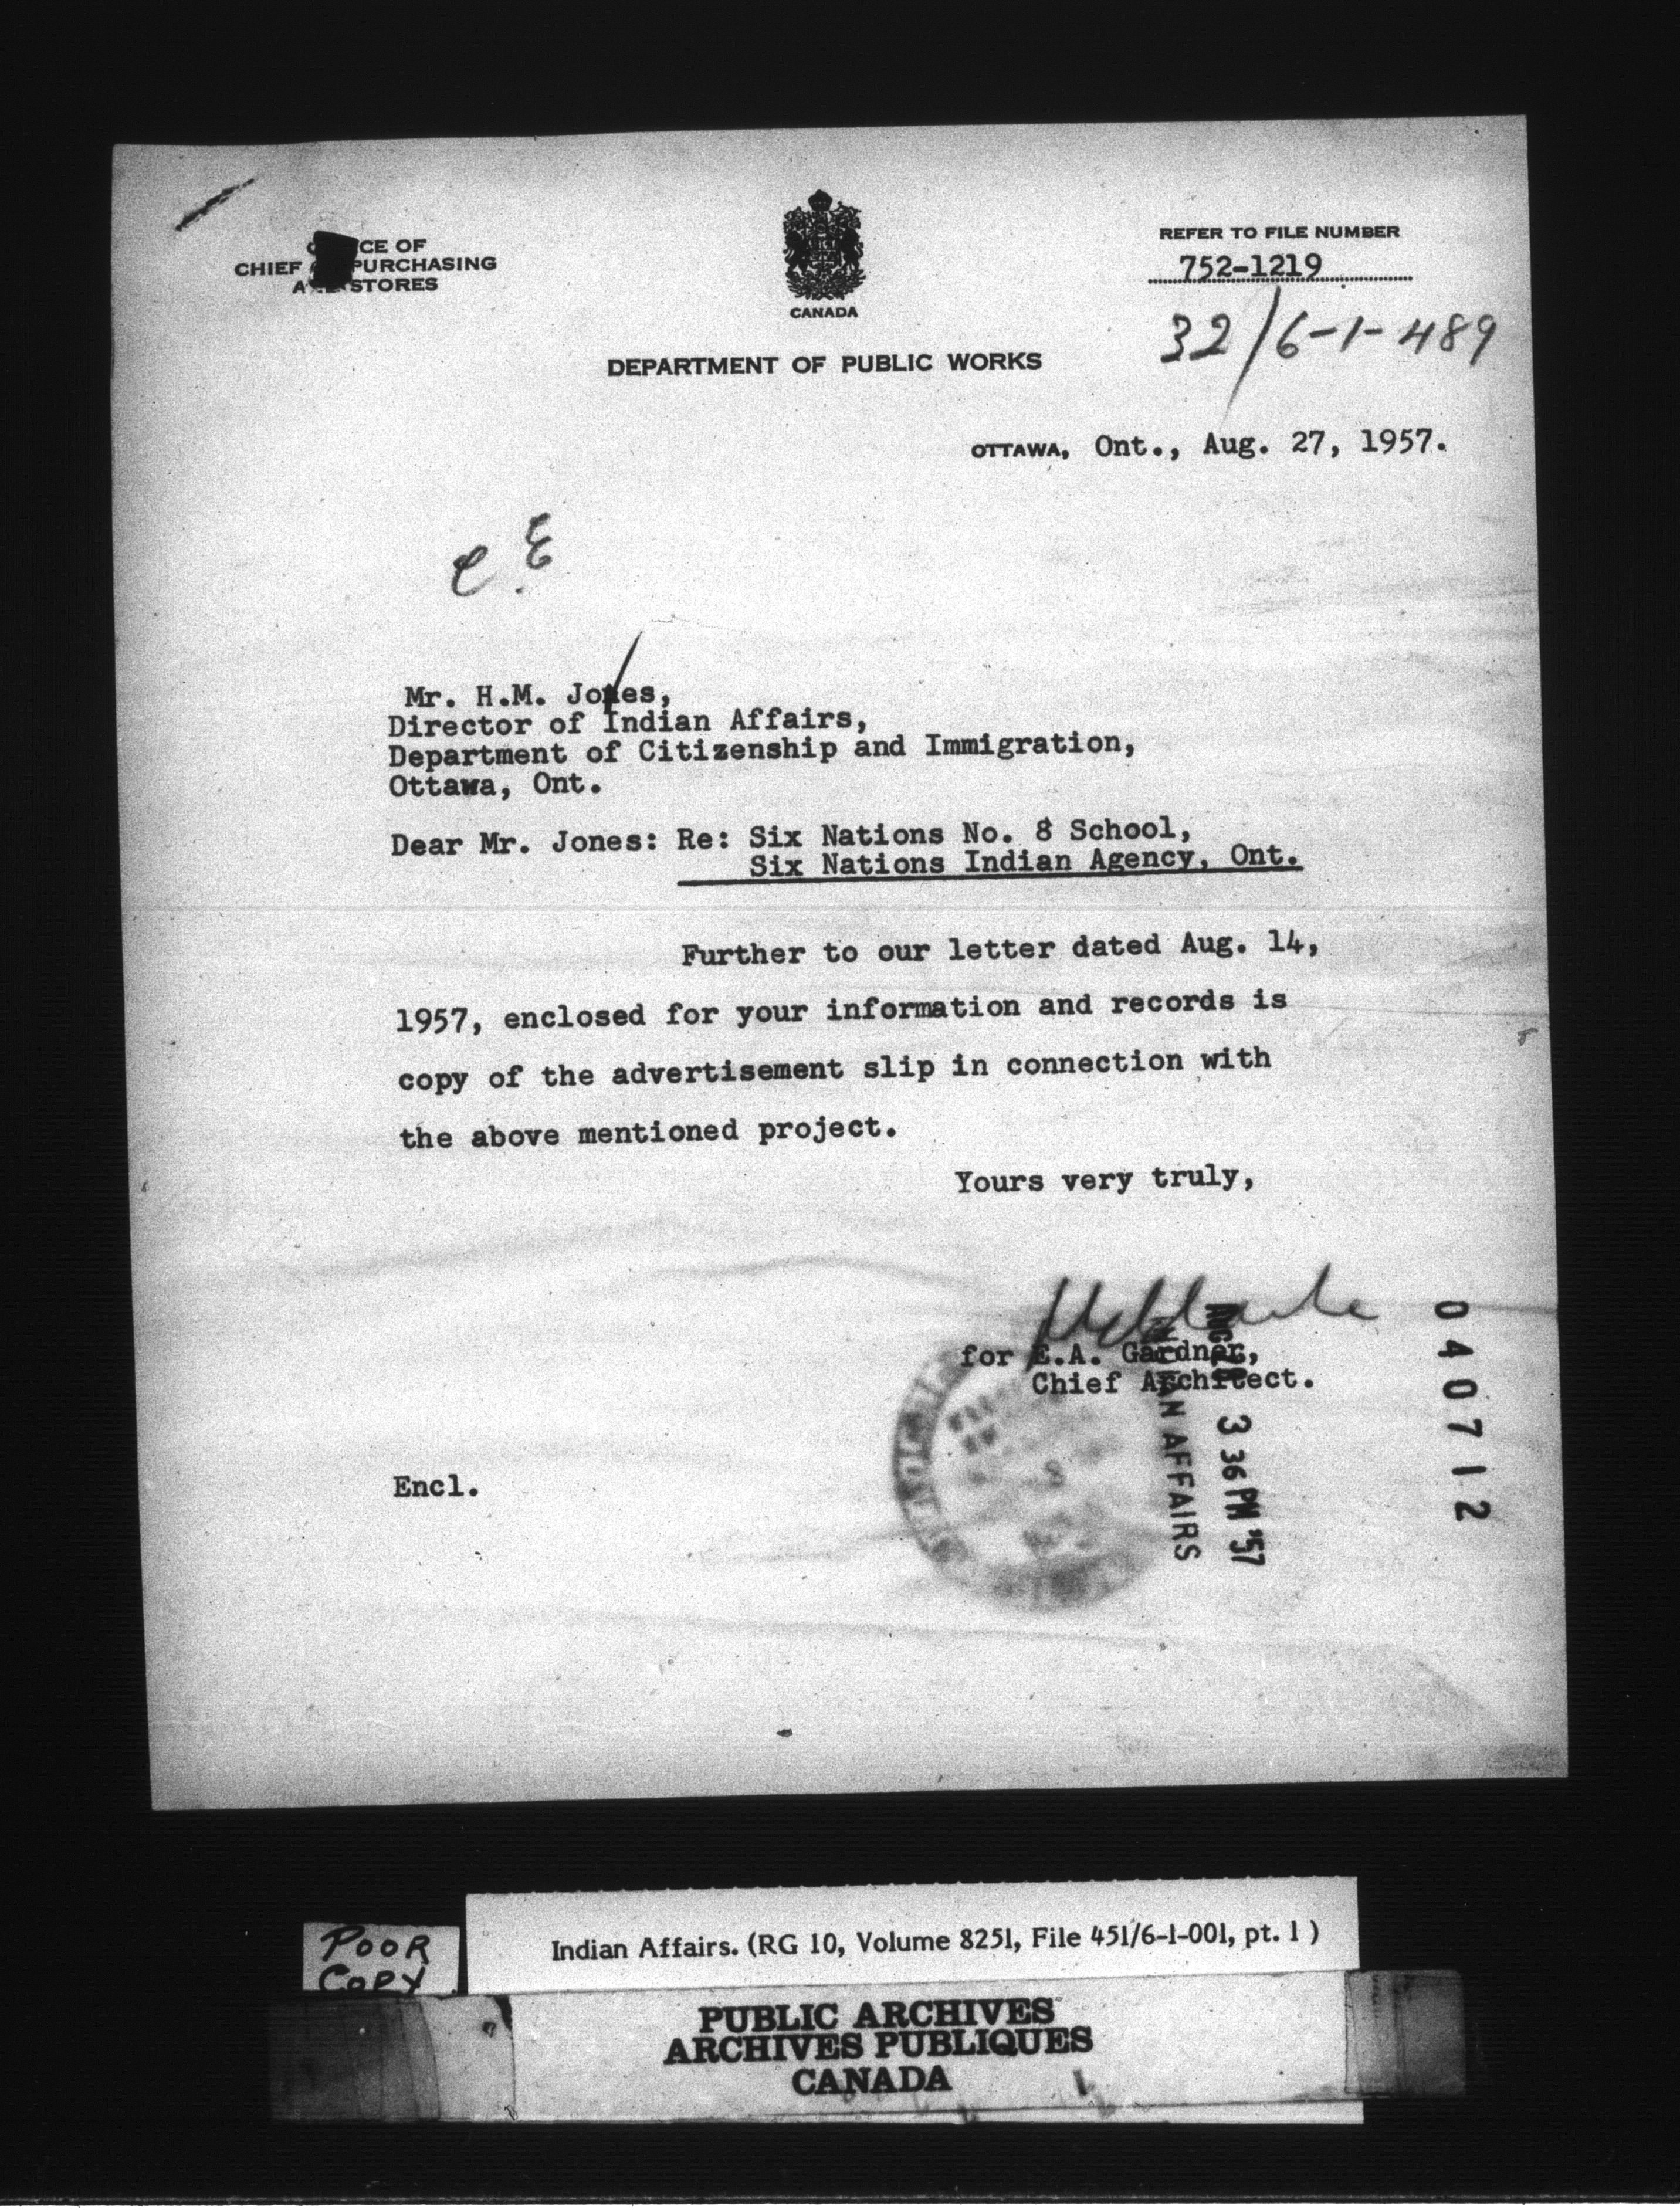 CE OF
CHIEF PURCHASING
STORES
CANADA
REFER TO FILE NUMBER
752-1219
32/6-1-489
DEPARTMENT OF PUBLIC WORKS
OTTAWA, Ont., Aug. 27, 1957.
Mr. H.M. Jones,
Director of Indian Affairs,
Department of Citizenship and Immigration,
Ottawa, Ont.
Dear Mr. Jones: Re: Six Nations No. 8 School,
Six Nations Indian Agency, Ont.
Further to our letter dated Aug. 14,
1957, enclosed for your information and records is
copy of the advertisement slip in connection with
the above mentioned project.
Yours very truly,
for E.A. Gardner,
Chief Architect.
Encl.
AFFAIRS
3 36 PM '57
040712
POOR
COPY
Indian Affairs. (RG 10, Volume 8251, File 451/6-1-001, pt. 1)
PUBLIC ARCHIVES
ARCHIVES PUBLIQUES
CANADA